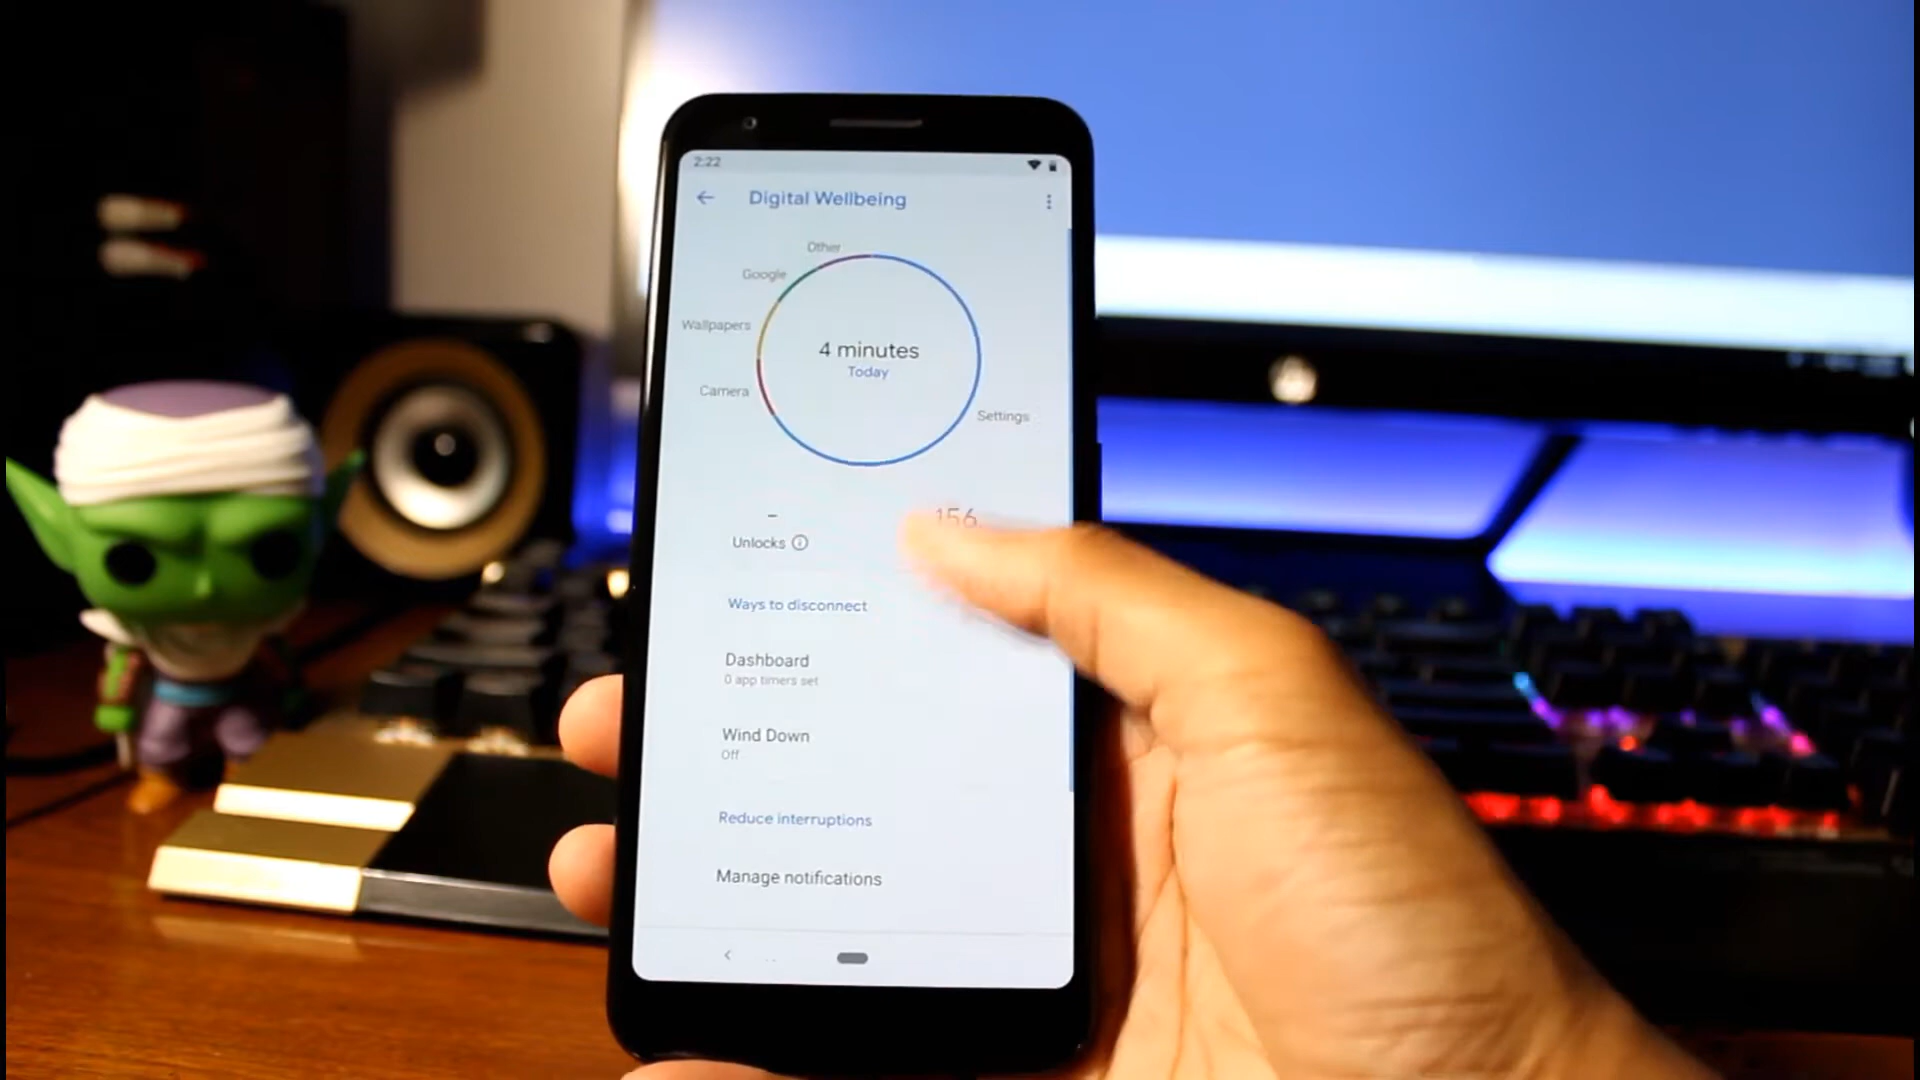 2:22
Digital Wellbeing
Other
Google
Wallpapers
4 minutes
Today
Camera
Settings
- 156
Unlocks
Ways to disconnect
Dashboard
0 app timers set
Wind Down
Off
Reduce interruptions
Manage notifications